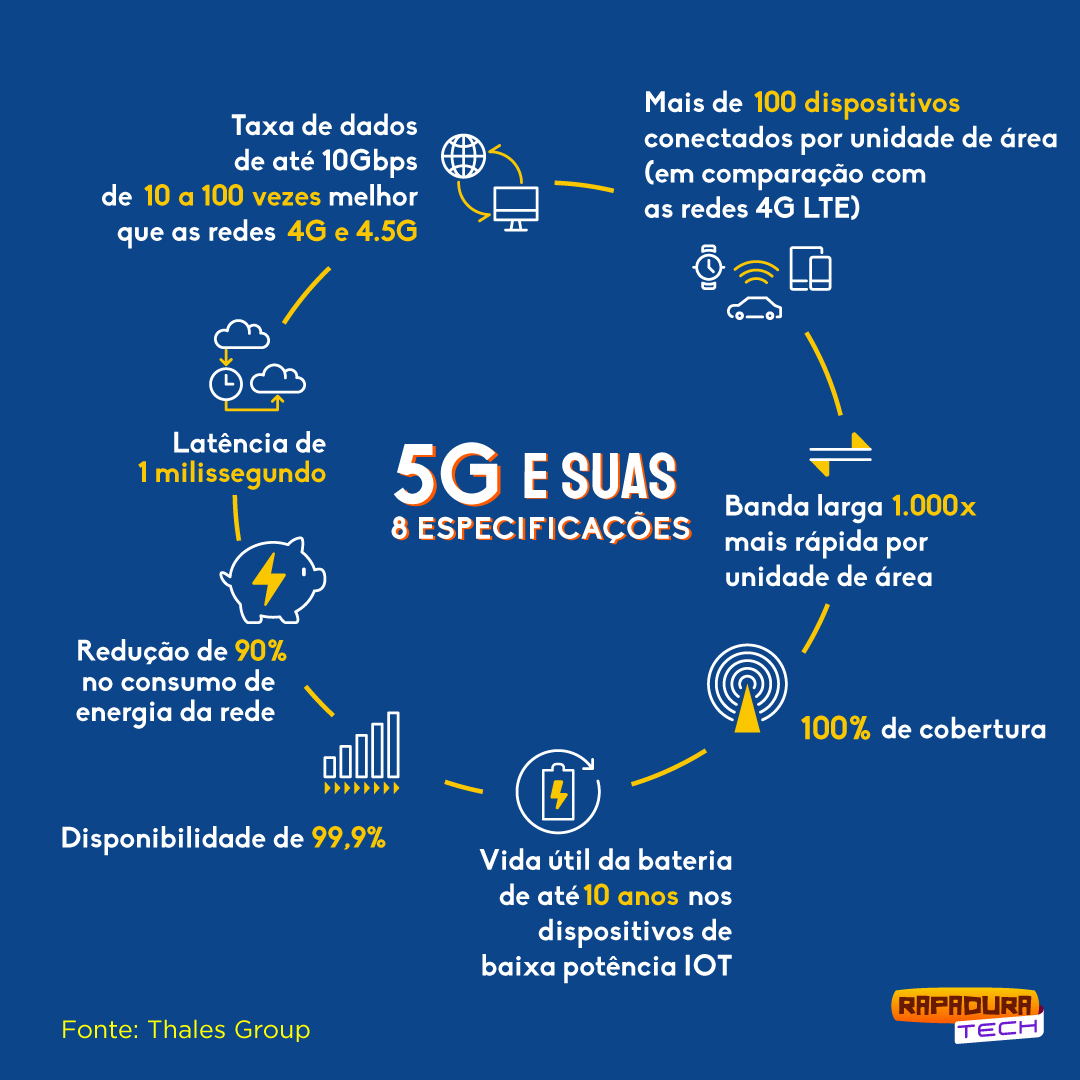 5G E SUAS
8 ESPECIFICAÇÕES
Taxa de dados
de até 10Gbps
de 10 a 100 vezes melhor
que as redes 4G e 4.5G
Mais de 100 dispositivos
conectados por unidade de área
(em comparação com
as redes 4G LTE)
Banda larga 1.000x
mais rápida por
unidade de área
100% de cobertura
Vida útil da bateria
de até 10 anos nos
dispositivos de
baixa potência IOT
Disponibilidade de 99,9%
Redução de 90%
no consumo de
energia da rede
Latência de
1 milissegundo
Fonte: Thales Group
RAPADURA
TECH